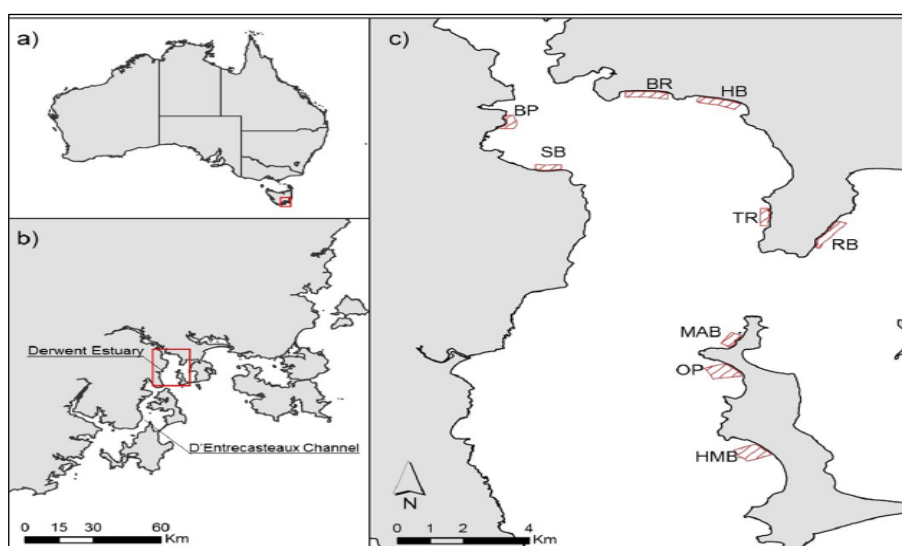 a)
b)
Derwent Estuary
D'Entrecasteaux Channel
0 15 30 60
Km
c)
BR
HB
BP
SB
TR
RB
MAB
OP
HMB
N
0 1 2 4
Km